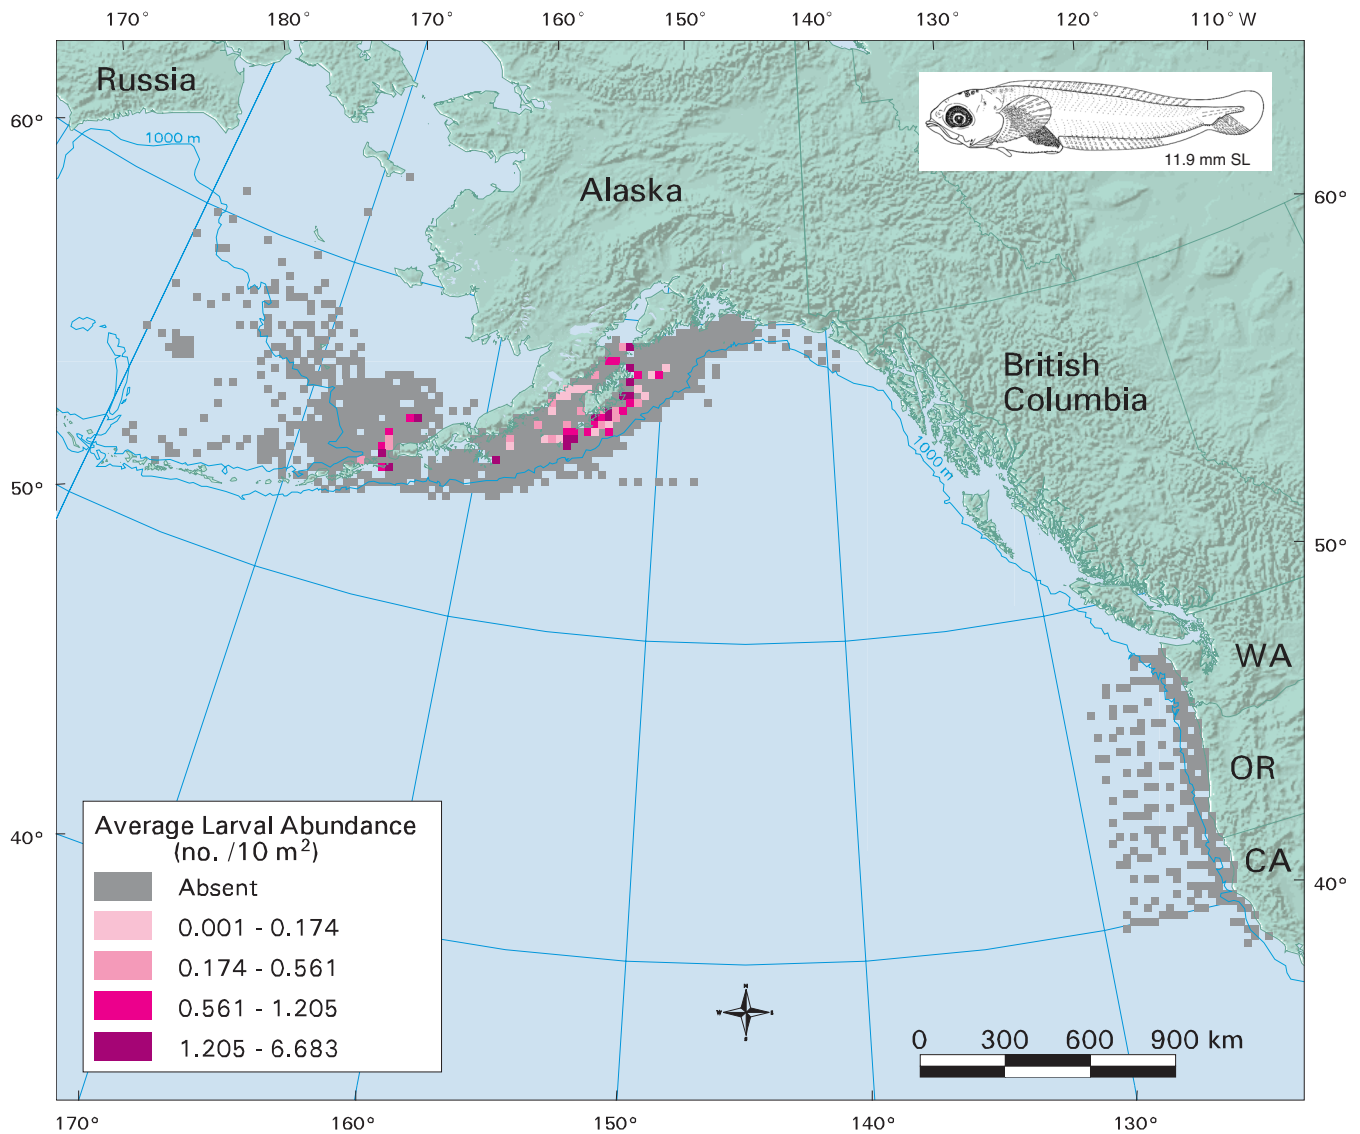 170° 180° 170° 160° 150° 140° 130° 120° 110° W
Russia
1000 m
60°
11.9 mm SL
Alaska
60°
British
Columbia
1000 m
50°
50°
WA
OR
CA
Average Larval Abundance
(no. /10 m²)
Absent
0.001 - 0.174
0.174 - 0.561
0.561 - 1.205
1.205 - 6.683
40°
40°
N
W
S
0 300 600 900 km
170° 160° 150° 140° 130°